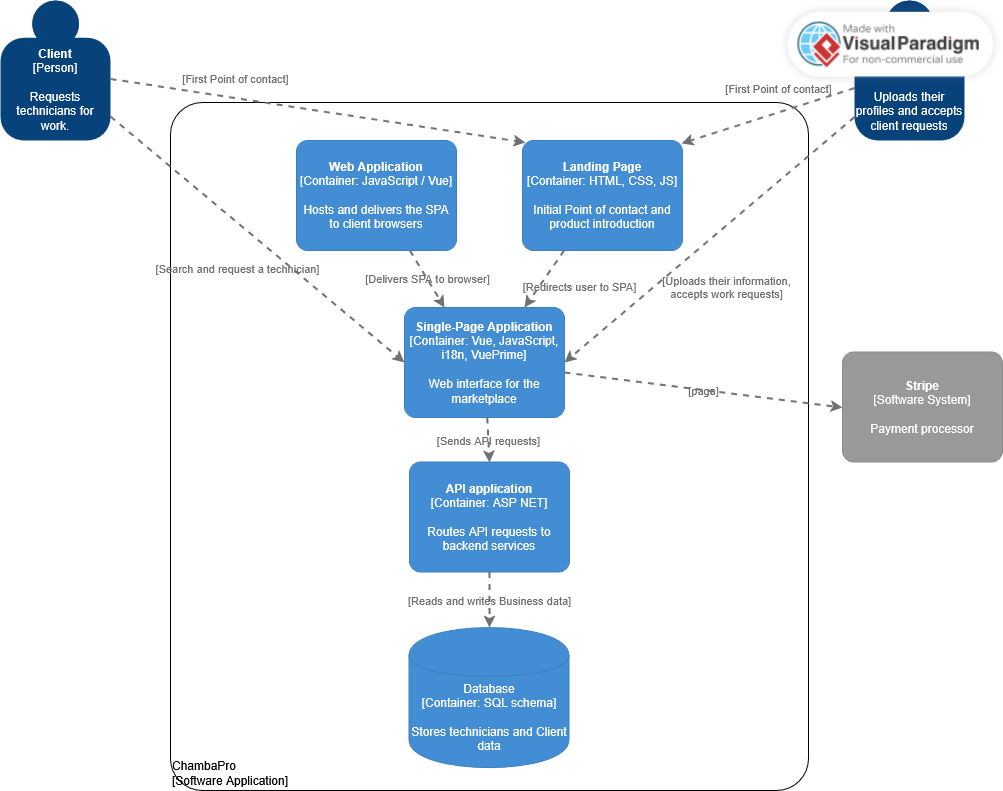 Client
[Person]
Requests
technicians for
work.
Made with
Visual Paradigm
For non-commercial use
Uploads their
profiles and accepts
client requests
[First Point of contact]
[First Point of contact]
Web Application
[Container: JavaScript / Vue]
Hosts and delivers the SPA
to client browsers
Landing Page
[Container: HTML, CSS, JS]
Initial Point of contact and
product introduction
[Search and request a technician]
[Delivers SPA to browser]
[Redirects user to SPA]
[Uploads their information,
accepts work requests]
Single-Page Application
[Container: Vue, JavaScript,
i18n, VuePrime]
Web interface for the
marketplace
[paga]
Stripe
[Software System]
Payment processor
[Sends API requests]
API application
[Container: ASP NET]
Routes API requests to
backend services
[Reads and writes Business data]
Database
[Container: SQL schema]
Stores technicians and Client
data
ChambaPro
[Software Application]